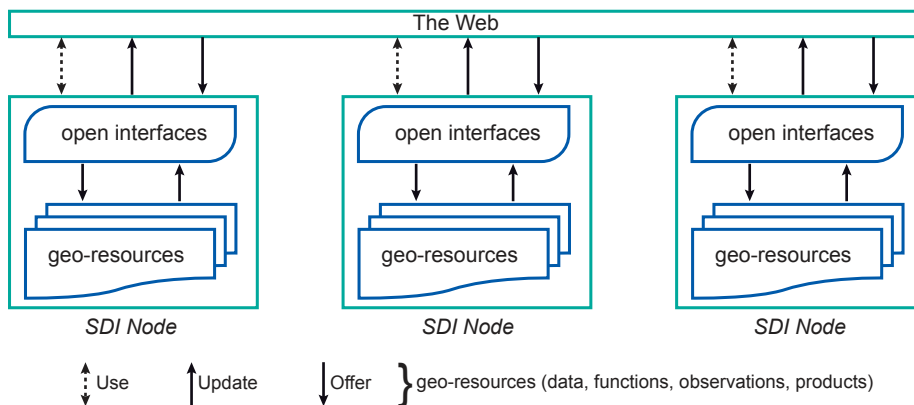 The Web
open interfaces
open interfaces
open interfaces
geo-resources
geo-resources
geo-resources
SDI Node
SDI Node
SDI Node
Use
Update
Offer
geo-resources (data, functions, observations, products)